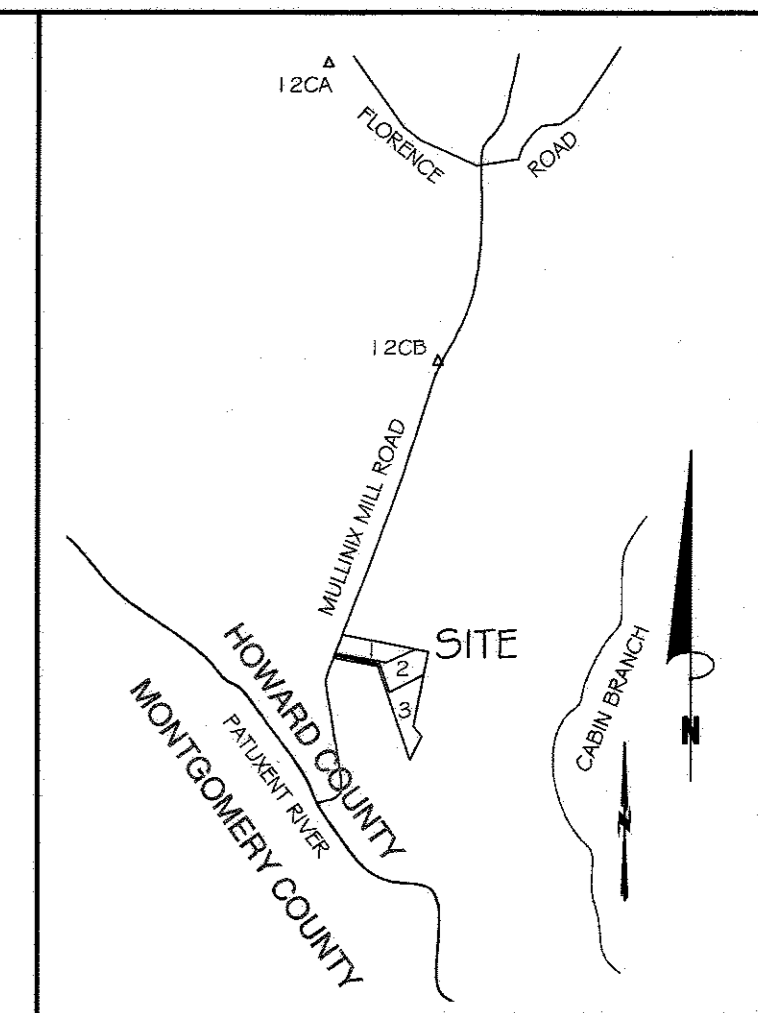 12CA
FLORENCE
ROAD
12CB
MULLINIX MILL ROAD
SITE
1
2
3
HOWARD COUNTY
CABIN BRANCH
PATUXENT RIVER
MONTGOMERY COUNTY
N
N